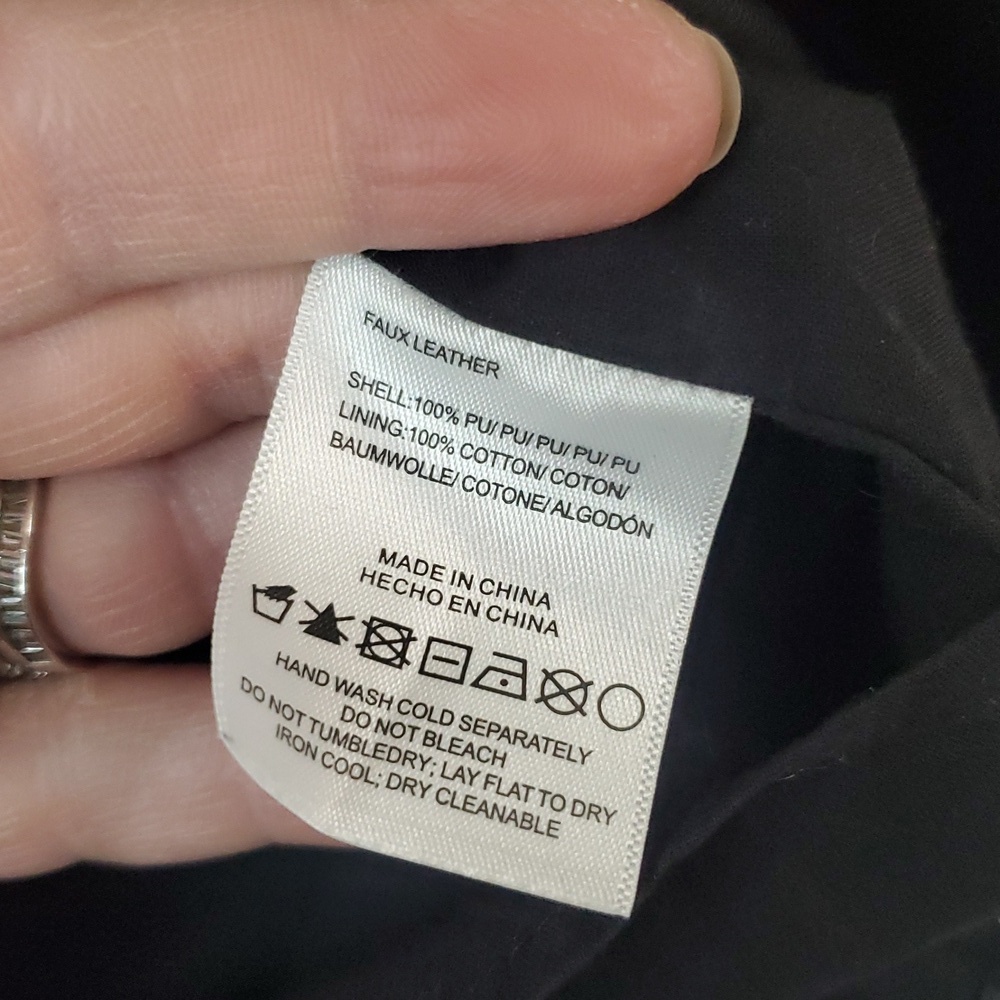 FAUX LEATHER
SHELL:100% PU/ PU/ PU/ PU/ PU
LINING:100% COTTON/ COTON/
BAUMWOLLE/ COTONE/ ALGODÓN
MADE IN CHINA
HECHO EN CHINA
HAND WASH COLD SEPARATELY
DO NOT BLEACH
DO NOT TUMBLEDRY; LAY FLAT TO DRY
IRON COOL; DRY CLEANABLE